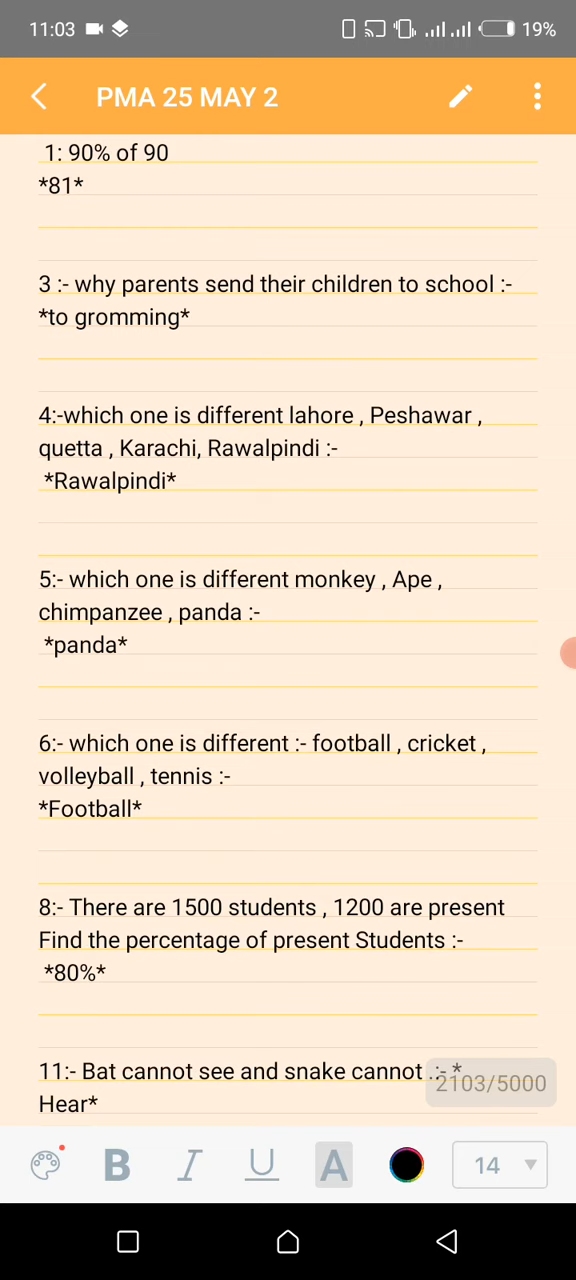 11:03
19%
PMA 25 MAY 2
1: 90% of 90
*81*
3 :- why parents send their children to school :-
*to gromming*
4:-which one is different lahore , Peshawar ,
quetta , Karachi, Rawalpindi :-
*Rawalpindi*
5:- which one is different monkey , Ape ,
chimpanzee , panda :-
*panda*
6:- which one is different :- football , cricket ,
volleyball , tennis :-
*Football*
8:- There are 1500 students , 1200 are present
Find the percentage of present Students :-
*80%*
11:- Bat cannot see and snake cannot :- *
2103/5000
Hear*
B I U A 14